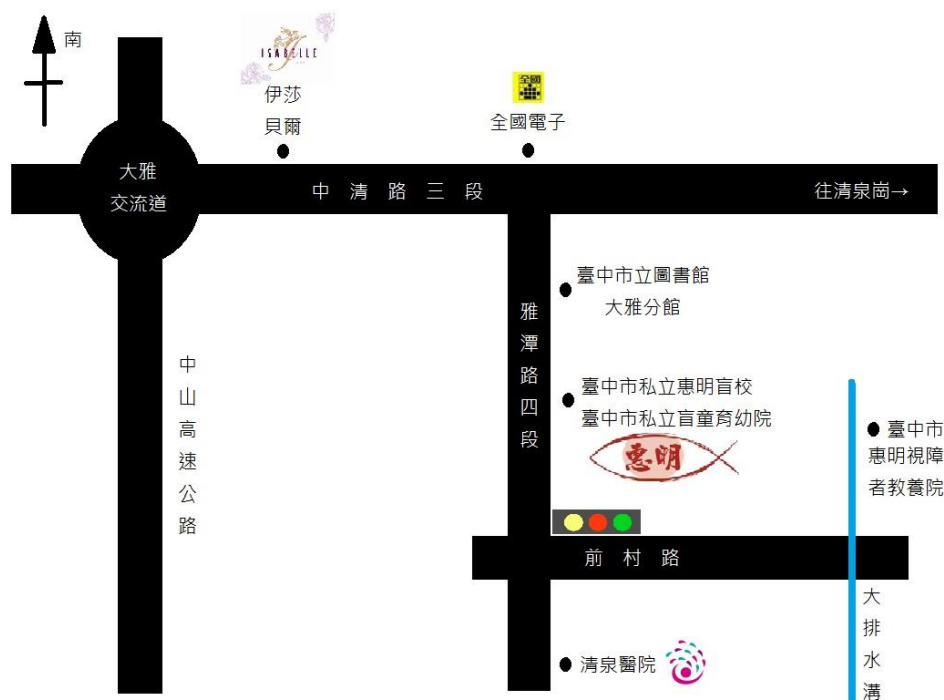 南
ISABELLE
伊莎
貝爾
全國
全國電子
大雅
交流道
中清路三段
往清泉崗→
臺中市立圖書館
大雅分館
雅潭路四段
中山高速公路
臺中市私立惠明盲校
臺中市私立盲童育幼院
惠明
臺中市
惠明視障
者教養院
前村路
大排水溝
清泉醫院